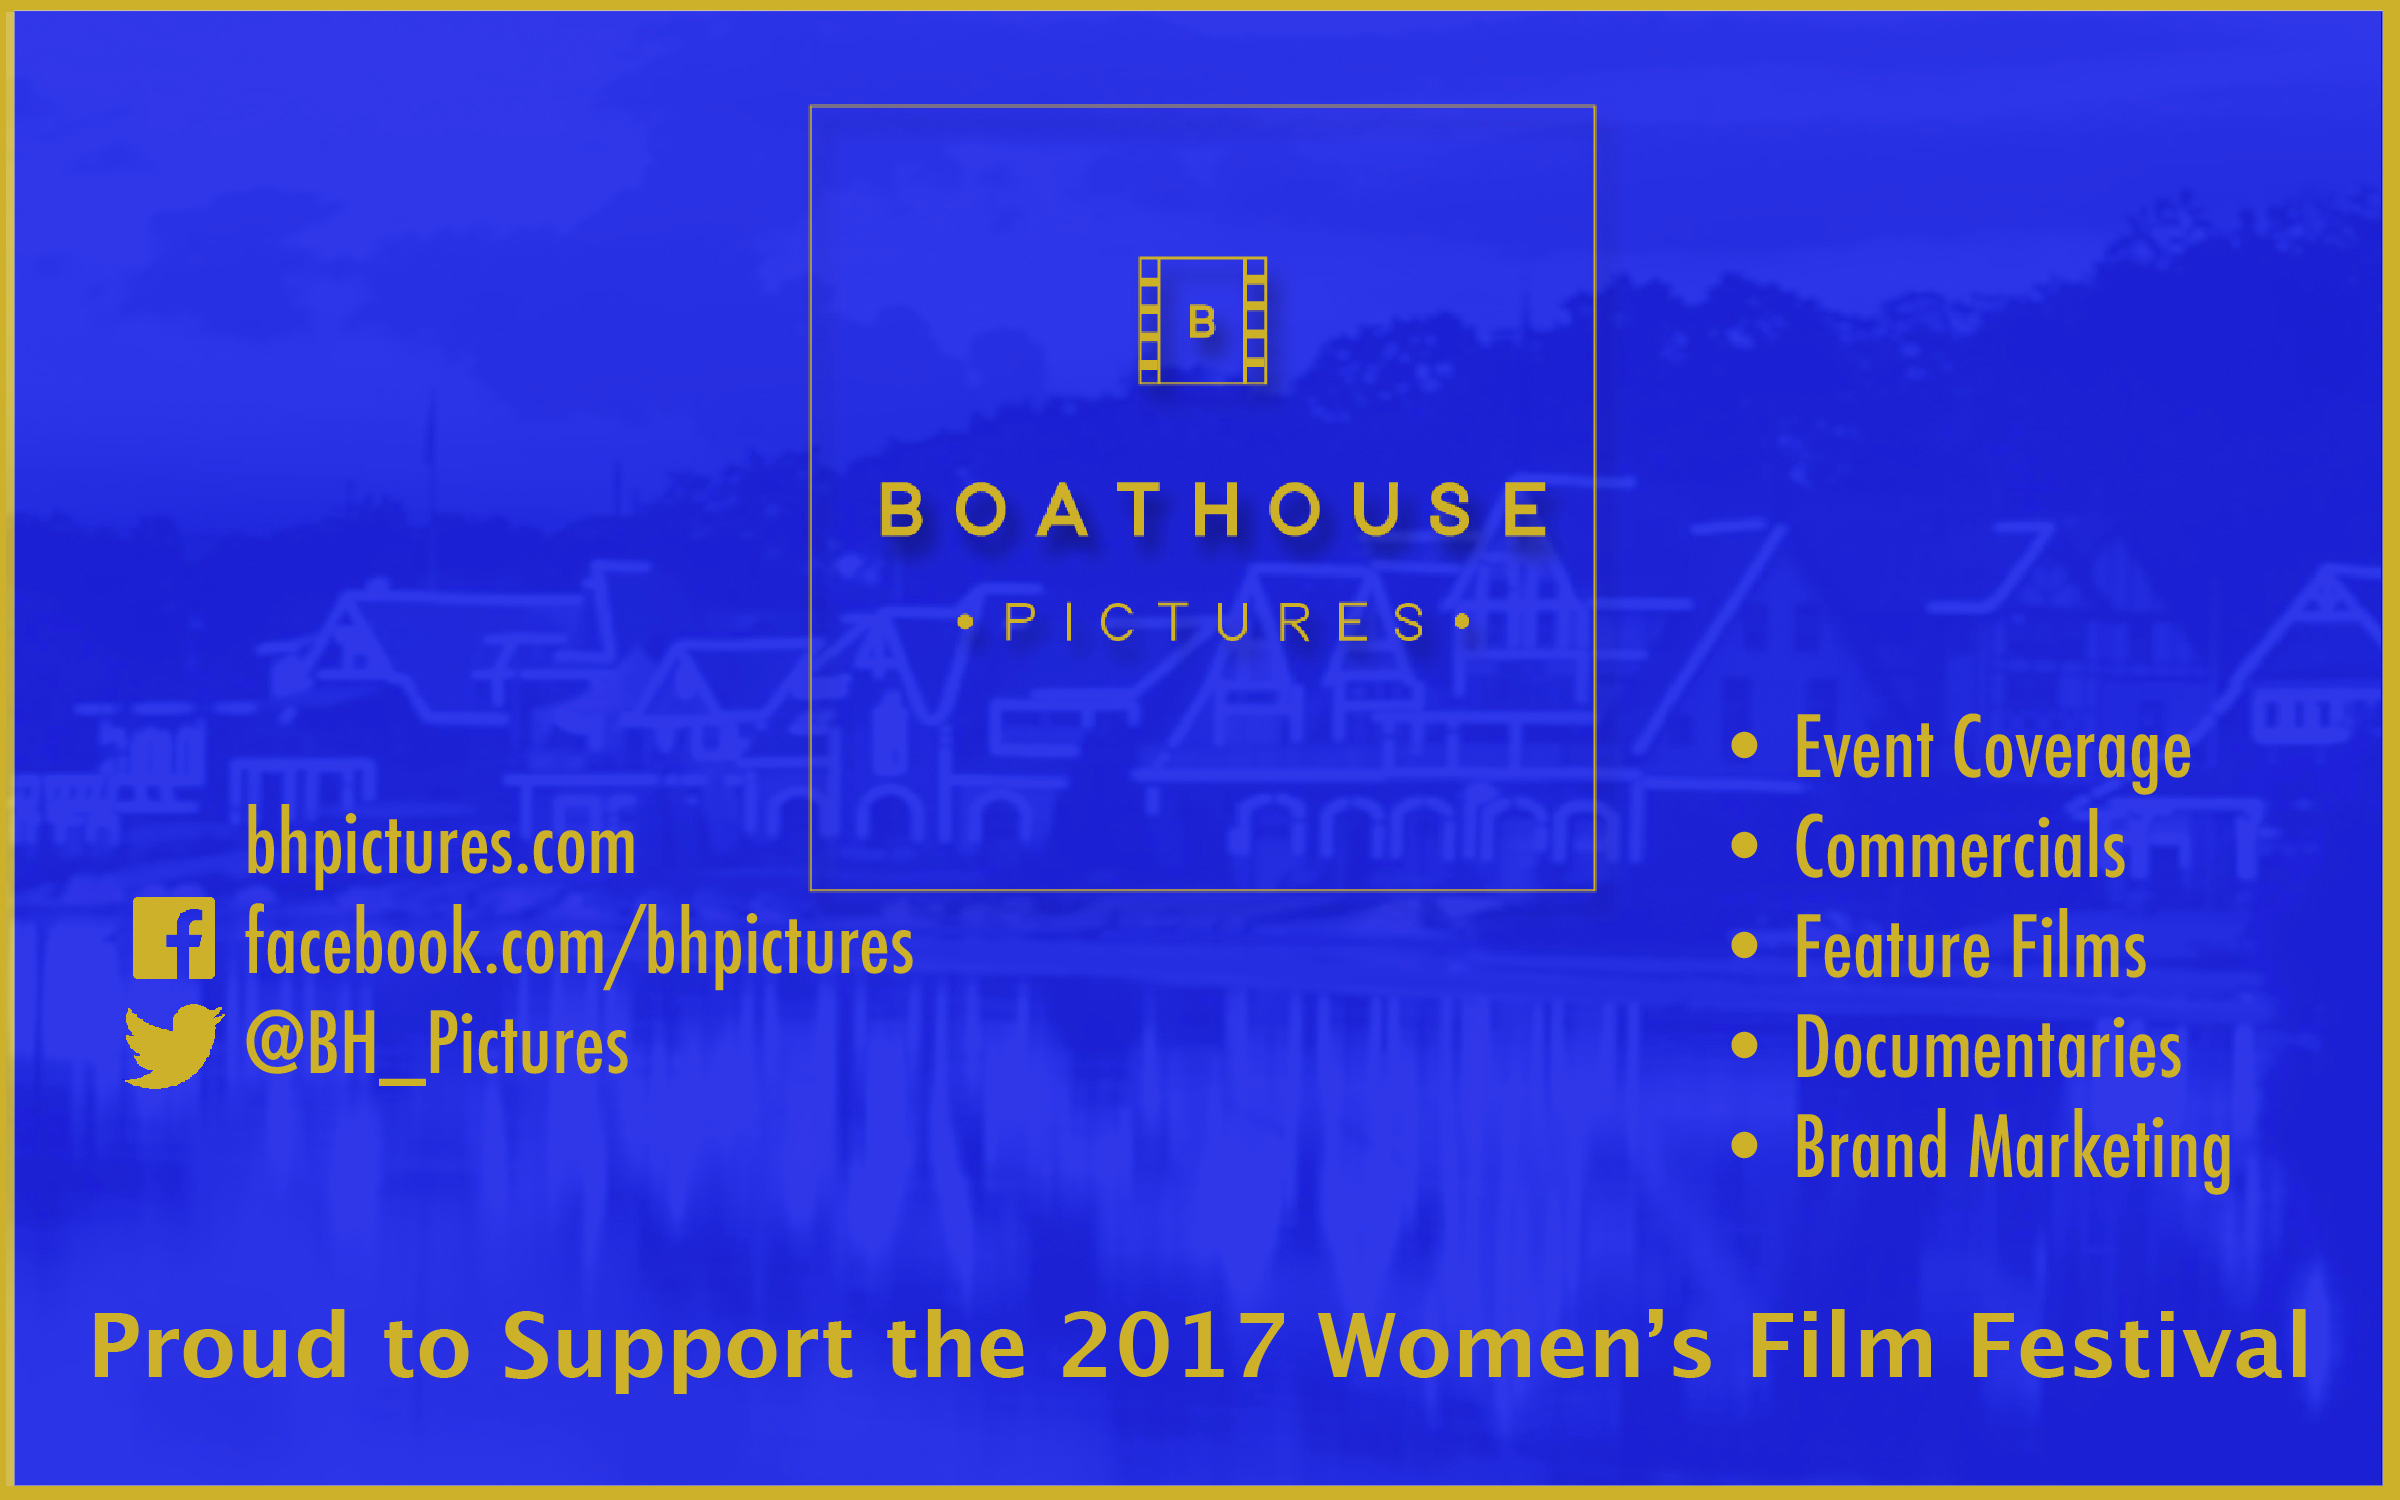 B
BOATHOUSE
• PICTURES •
bhpictures.com
facebook.com/bhpictures
@BH_Pictures
• Event Coverage
• Commercials
• Feature Films
• Documentaries
• Brand Marketing
Proud to Support the 2017 Women’s Film Festival